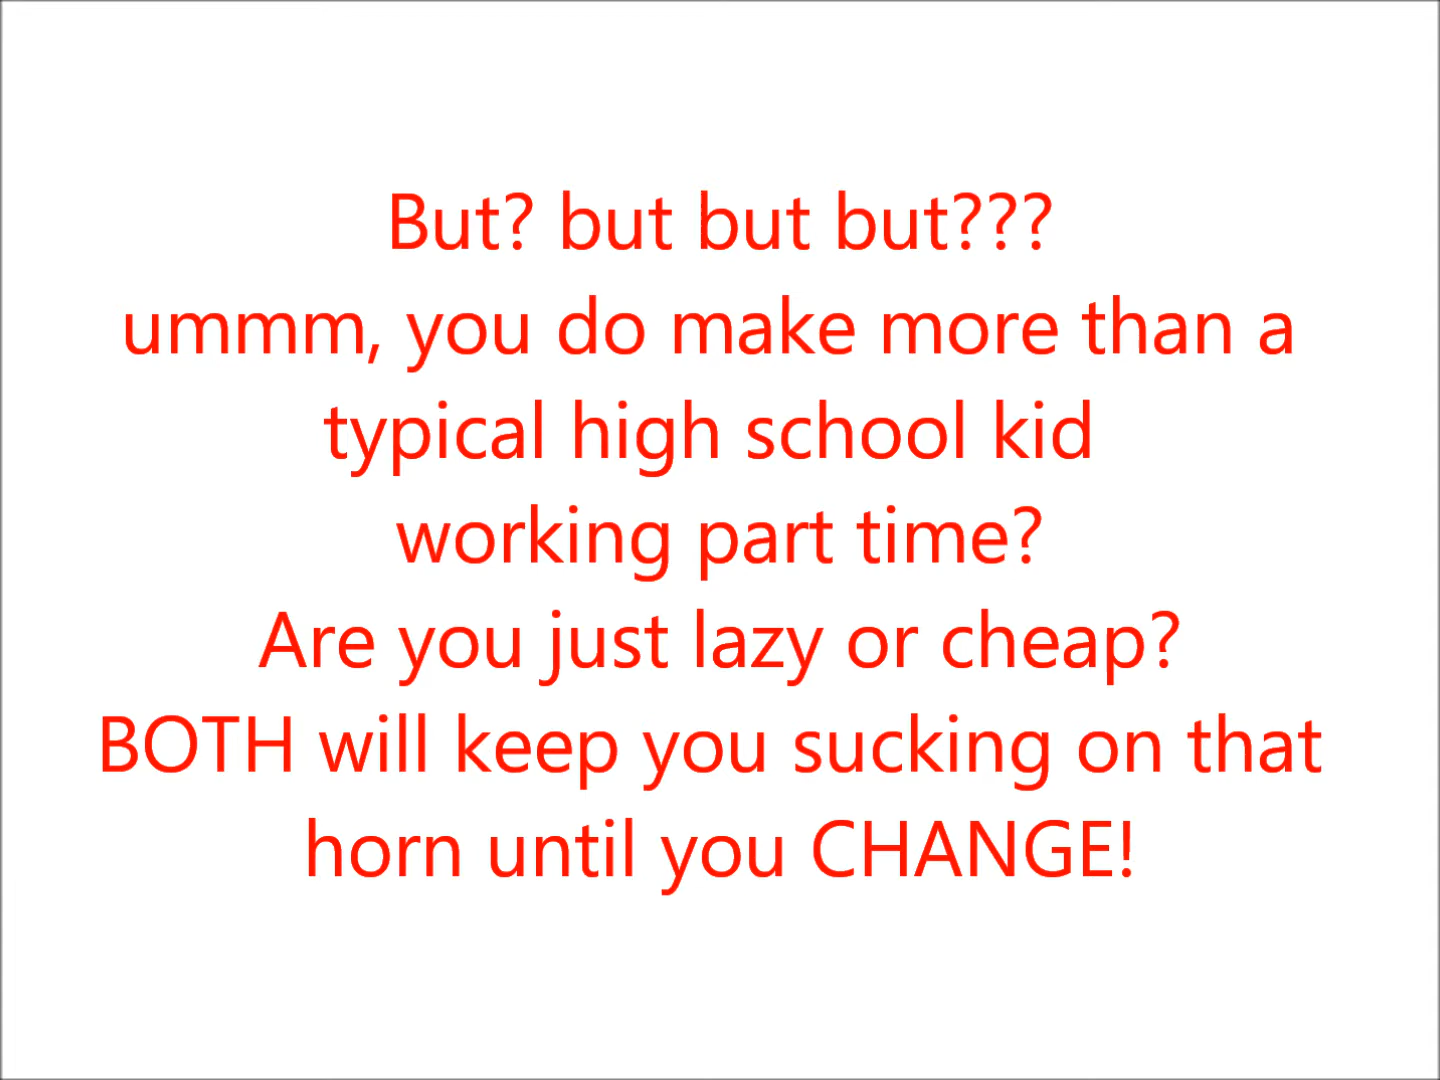 But? but but but???
ummm, you do make more than a
typical high school kid
working part time?
Are you just lazy or cheap?
BOTH will keep you sucking on that
horn until you CHANGE!